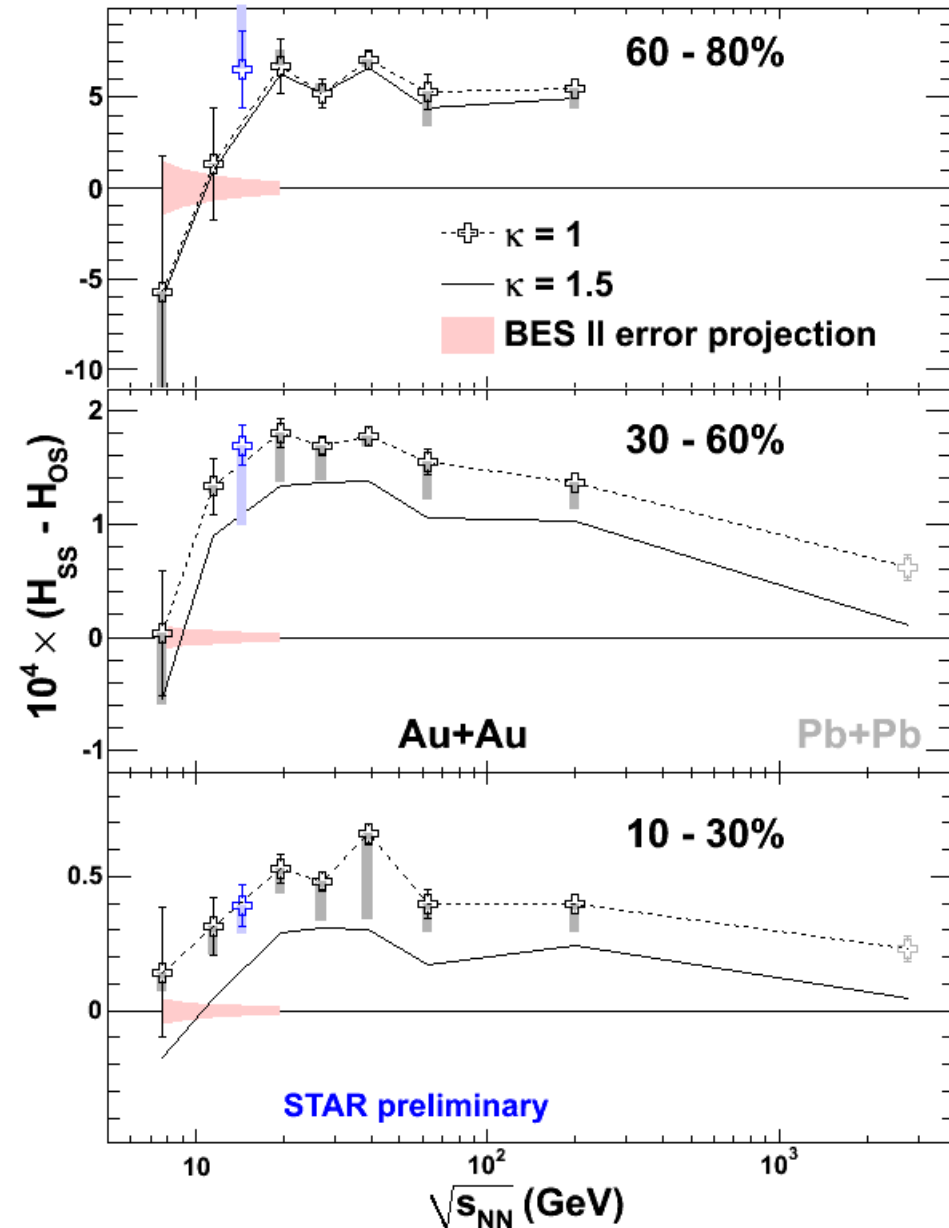 60 - 80%
5
0
-5
-10
κ = 1
κ = 1.5
BES II error projection
10⁴ × (H_SS - H_OS)
30 - 60%
2
1
0
-1
Au+Au
Pb+Pb
10 - 30%
0.5
0
STAR preliminary
10
10²
10³
√s_NN (GeV)